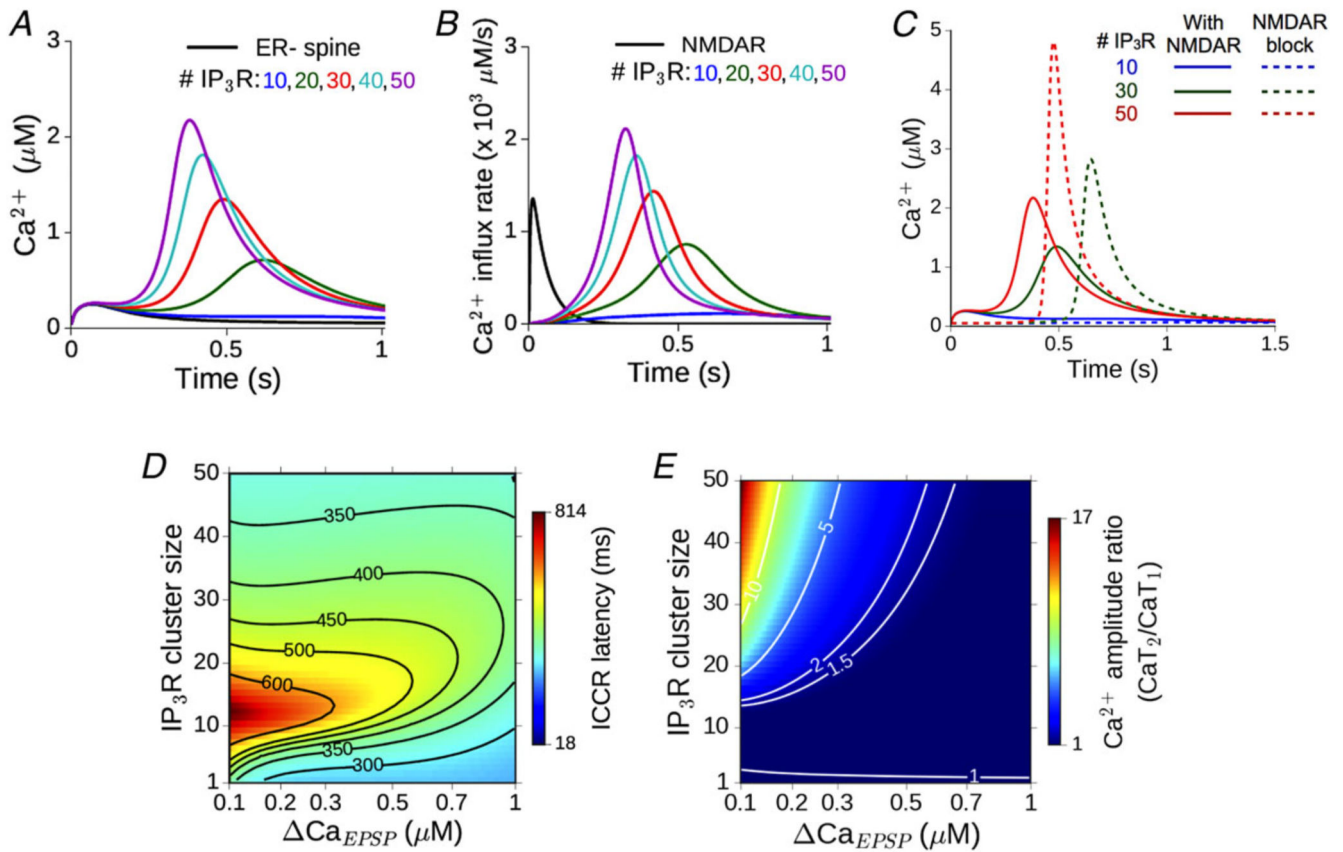 A
3
2
1
0
Ca²⁺ (μM)
ER- spine
# IP₃R: 10, 20, 30, 40, 50
0 0.5 1
Time (s)
B
3
2
1
0
Ca²⁺ influx rate (x 10³ μM/s)
NMDAR
# IP₃R: 10, 20, 30, 40, 50
0 0.5 1
Time (s)
C
5
4
3
2
1
0
Ca²⁺ (μM)
With NMDAR
# IP₃R NMDAR block
10
30
50
0 0.5 1 1.5
Time (s)
D
50
40
30
20
10
1
IP₃R cluster size
350
400
450
500
600
350
300
0.1 0.2 0.3 0.5 0.7 1
ΔCa_EPSP (μM)
814
18
ICCR latency (ms)
E
50
40
30
20
10
1
IP₃R cluster size
10
5
2
1.5
1
0.1 0.2 0.3 0.5 0.7 1
ΔCa_EPSP (μM)
17
1
Ca²⁺ amplitude ratio
(CaT₂/CaT₁)